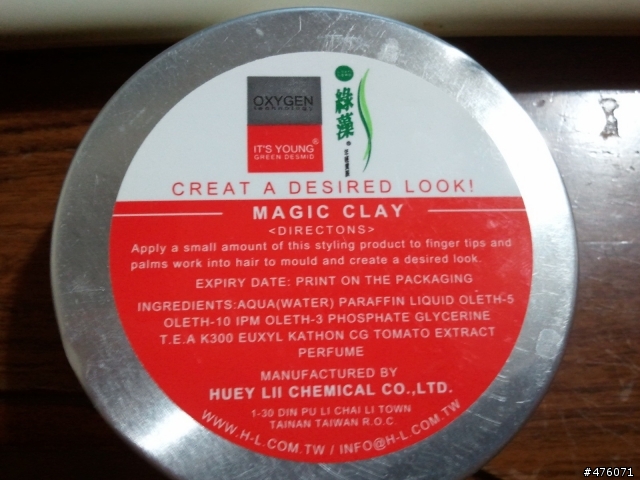 OXYGEN
technology
IT'S YOUNG
GREEN DESMID
©
綠藻
CREAT A DESIRED LOOK!
MAGIC CLAY
<DIRECTONS>
Apply a small amount of this styling product to finger tips and
palms work into hair to mould and create a desired look.
EXPIRY DATE: PRINT ON THE PACKAGING
INGREDIENTS:AQUA(WATER) PARAFFIN LIQUID OLETH-5
OLETH-10 IPM OLETH-3 PHOSPHATE GLYCERINE
T.E.A K300 EUXYL KATHON CG TOMATO EXTRACT
PERFUME
MANUFACTURED BY
HUEY LII CHEMICAL CO.,LTD.
1-30 DIN PU LI CHAI LI TOWN
TAINAN TAIWAN R.O.C.
WWW.H-L.COM.TW / INFO@H-L.COM.TW
#476071